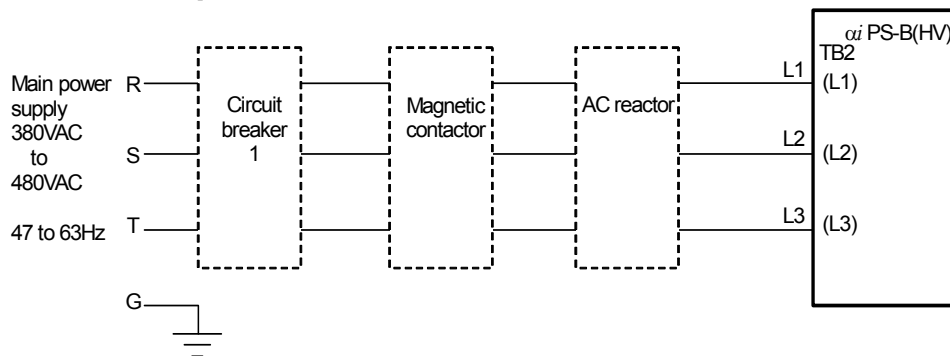 αi PS-B(HV)
TB2
Main power
supply
380VAC
to
480VAC
47 to 63Hz
R
S
T
G
Circuit
breaker
1
Magnetic
contactor
AC reactor
L1
(L1)
L2
(L2)
L3
(L3)